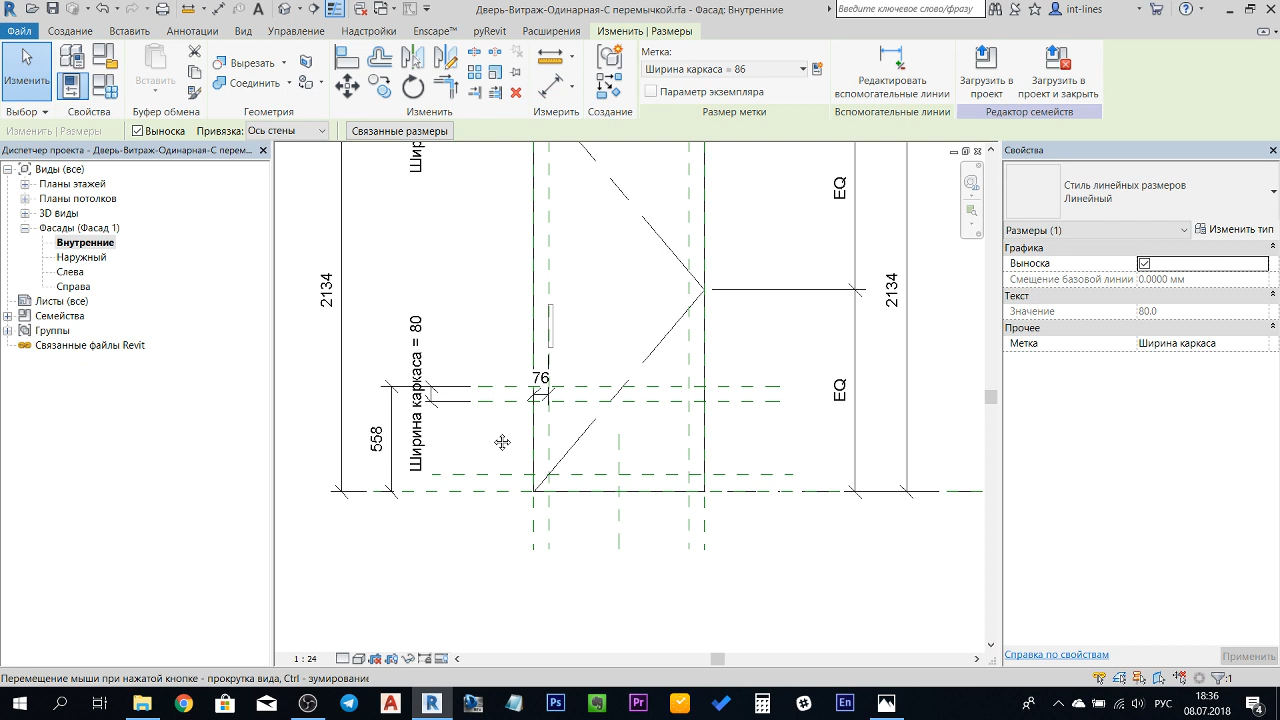 Дверь-Витраж-Одинарная-С перемычкой.rfa - Фасад: Внутренние
Введите ключевое слово/фразу
int-lines
Файл
Создание
Вставить
Аннотации
Вид
Управление
Enscape™
pyRevit
Расширения
Изменить | Размеры
Изменить
Вставить
Вырезать
Соединить
Метка:
Ширина каркаса = 86
Параметр экземпляра
Редактировать
вспомогательные линии
Загрузить в
проект
Загрузить в
проект и закрыть
Выбор
Свойства
Буфер обмена
Геометрия
Изменить
Измерить
Создание
Размер метки
Вспомогательные линии
Редактор семейств
Изменить | Размеры
Выноска
Привязка:
Ось стены
Связанные размеры
Диспетчер проекта - Дверь-Витраж-Одинарная-С перем...
Виды (все)
Планы этажей
Планы потолков
3D виды
Фасады (Фасад 1)
Внутренние
Наружный
Слева
Справа
Листы (все)
Семейства
Группы
Связанные файлы Revit
Шир
2134
558
Ширина каркаса = 80
76
EQ
EQ
2134
Свойства
Стиль линейных размеров
Линейный
Размеры (1)
Изменить тип
Графика
Выноска
Смещение базовой линии
0.0000 мм
Текст
Значение
80.0
Прочее
Метка
Ширина каркаса
Справка по свойствам
Применить
1 : 24
Перемещение мыши при нажатой кнопке - прокрутка вида, Ctrl - зумировани
:1
РУС
18:36
08.07.2018
4